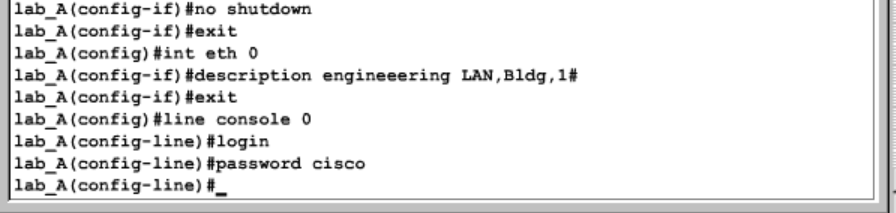 lab_A(config-if)#no shutdown
lab_A(config-if)#exit
lab_A(config)#int eth 0
lab_A(config-if)#description engineeering LAN,Bldg,1#
lab_A(config-if)#exit
lab_A(config)#line console 0
lab_A(config-line)#login
lab_A(config-line)#password cisco
lab_A(config-line)#_